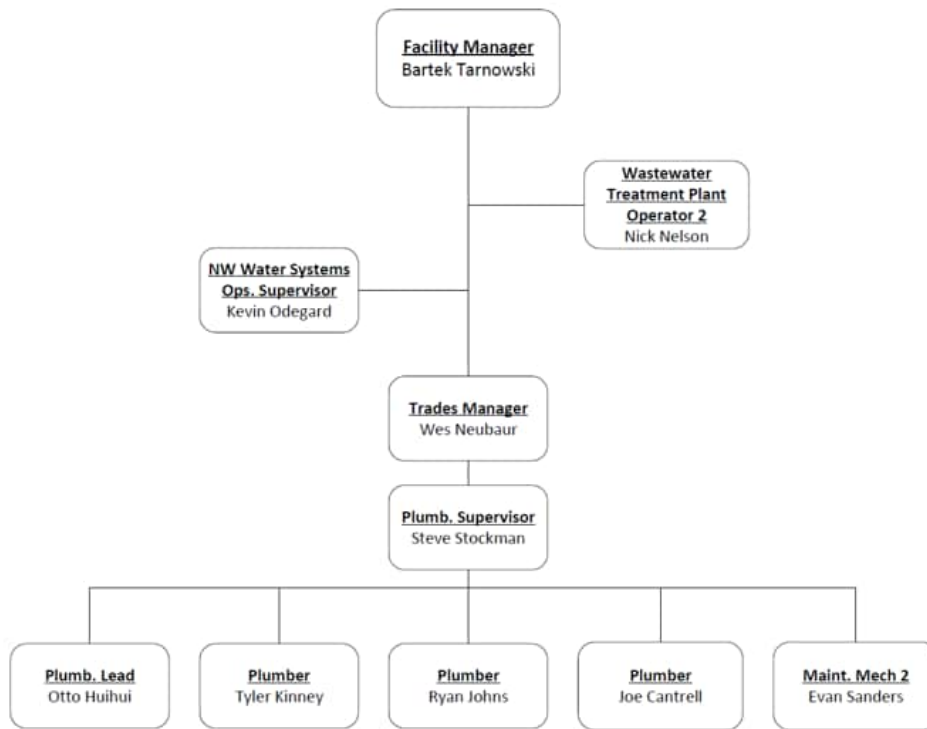 Facility Manager
Bartek Tarnowski
Wastewater
Treatment Plant
Operator 2
Nick Nelson
NW Water Systems
Ops. Supervisor
Kevin Odegard
Trades Manager
Wes Neubaur
Plumb. Supervisor
Steve Stockman
Plumb. Lead
Otto Huihui
Plumber
Tyler Kinney
Plumber
Ryan Johns
Plumber
Joe Cantrell
Maint. Mech 2
Evan Sanders